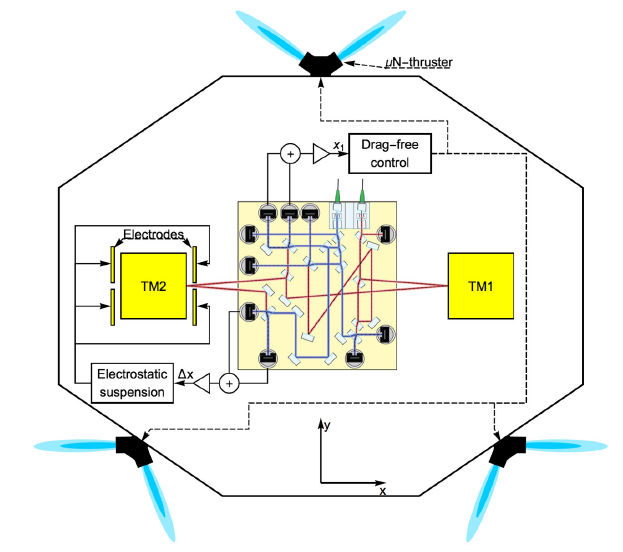 μN−thruster
x1
Drag−free
control
+
Electrodes
TM2
TM1
Electrostatic
suspension
Δx
+
y
x